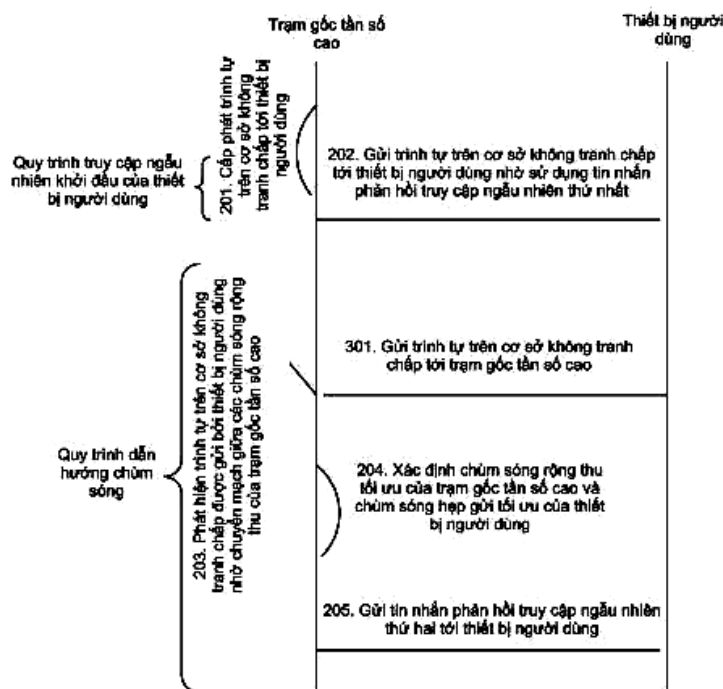 Trạm gốc tần số
cao
Thiết bị người
dùng
201. Cấp phát trình tự
trên cơ sở không
tranh chấp tới thiết bị
người dùng
Quy trình truy cập ngẫu
nhiên khởi đầu của thiết
bị người dùng
202. Gửi trình tự trên cơ sở không tranh chấp
tới thiết bị người dùng nhờ sử dụng tin nhắn
phản hồi truy cập ngẫu nhiên thứ nhất
203. Phát hiện trình tự trên cơ sở không
tranh chấp được gửi bởi thiết bị người dùng
nhờ chuyển mạch giữa các chùm sóng rộng
thu của trạm gốc tần số cao
301. Gửi trình tự trên cơ sở không tranh
chấp tới trạm gốc tần số cao
Quy trình dẫn
hướng chùm
sóng
204. Xác định chùm sóng rộng thu
tối ưu của trạm gốc tần số cao và
chùm sóng hẹp gửi tối ưu của thiết
bị người dùng
205. Gửi tin nhắn phản hồi truy cập ngẫu nhiên
thứ hai tới thiết bị người dùng